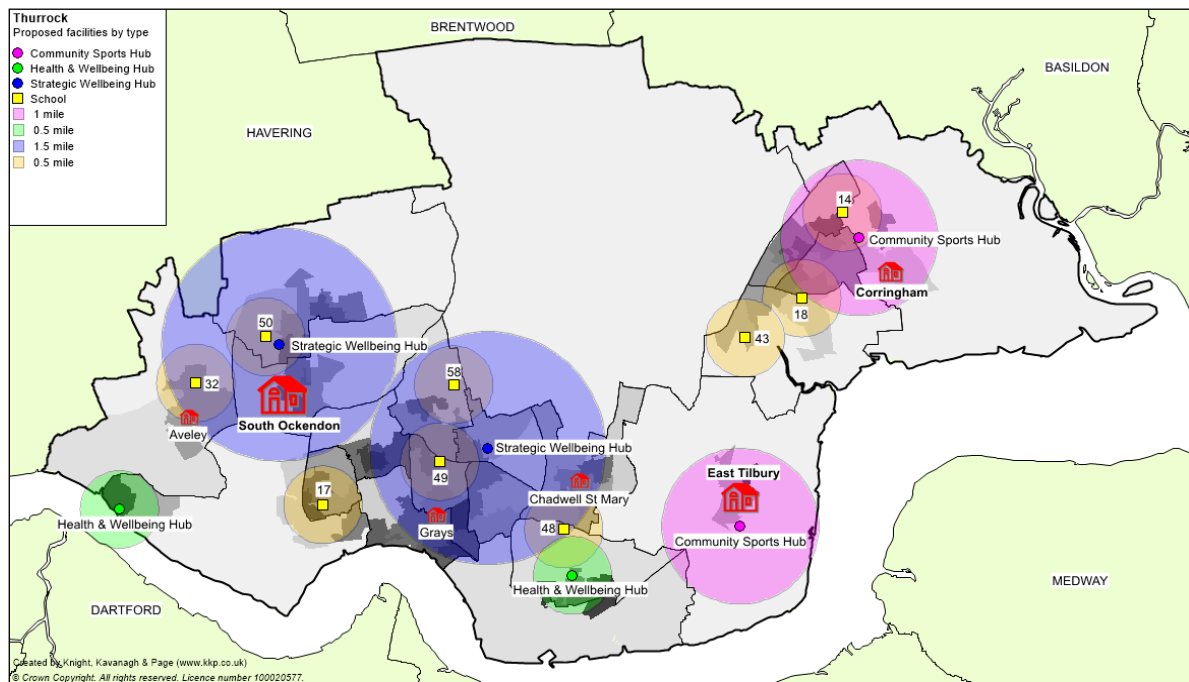 Thurrock
Proposed facilities by type
Community Sports Hub
Health & Wellbeing Hub
Strategic Wellbeing Hub
School
1 mile
0.5 mile
1.5 mile
0.5 mile
BRENTWOOD
BASILDON
HAVERING
14
Community Sports Hub
Corringham
18
43
50
Strategic Wellbeing Hub
32
58
South Ockendon
Aveley
Strategic Wellbeing Hub
49
East Tilbury
Chadwell St Mary
17
Grays
48
Health & Wellbeing Hub
Community Sports Hub
Health & Wellbeing Hub
MEDWAY
DARTFORD
Created by Knight, Kavanagh & Page (www.kkp.co.uk)
© Crown Copyright. All rights reserved. Licence number 100020577.